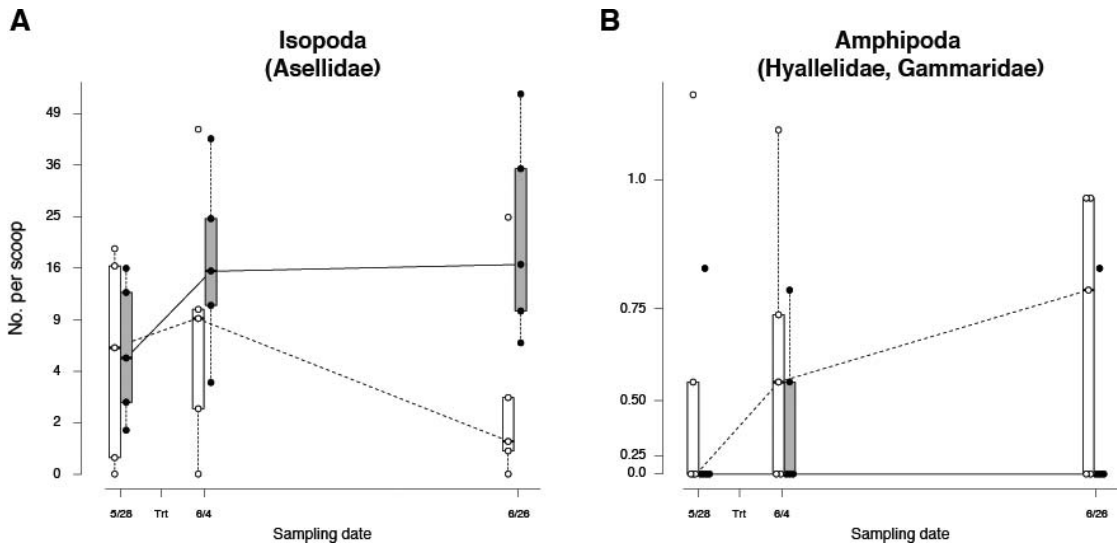 A
Isopoda
(Asellidae)
No. per scoop
49
36
25
16
9
4
2
0
5/28
Trt
6/4
6/26
Sampling date
B
Amphipoda
(Hyallelidae, Gammaridae)
1.0
0.75
0.50
0.25
0.0
5/28
Trt
6/4
6/26
Sampling date